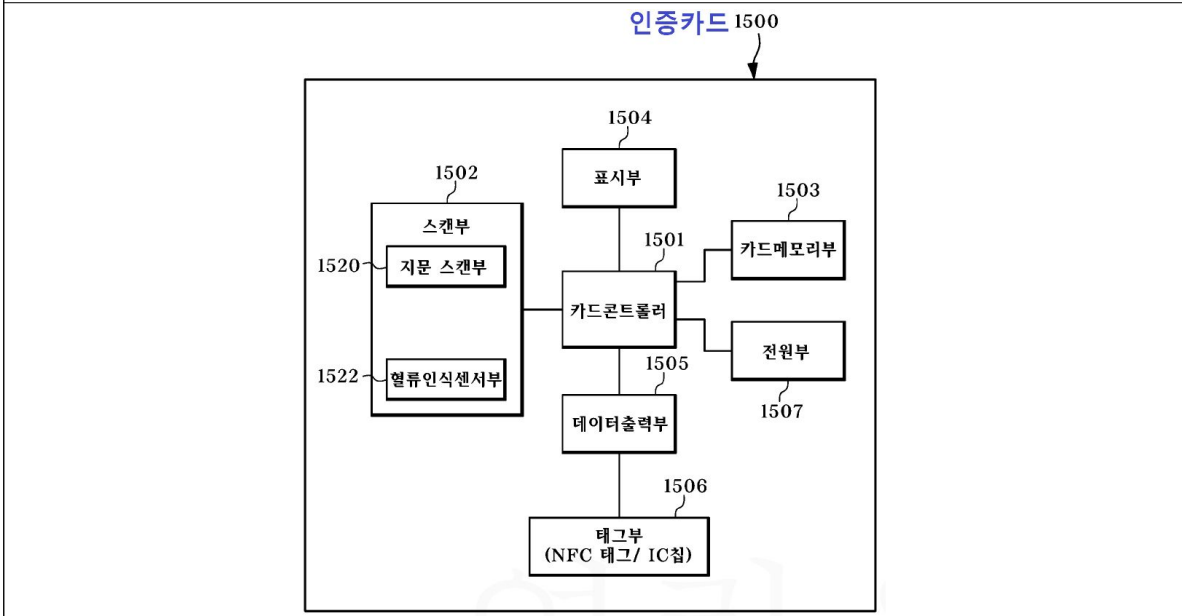 인증카드 1500
1504
표시부
1502
스캔부
1520
지문 스캔부
1522
혈류인식센서부
1501
카드콘트롤러
1503
카드메모리부
전원부
1507
1505
데이터출력부
1506
태그부
(NFC 태그/ IC칩)